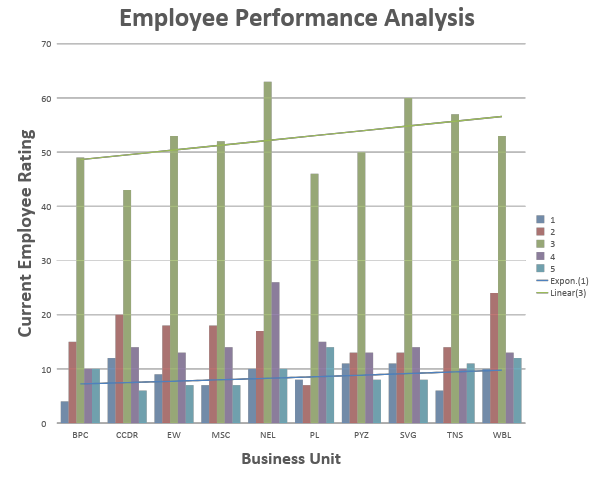 Employee Performance Analysis
Current Employee Rating
70
60
50
40
30
20
10
0
BPC CCDR EW MSC NEL PL PYZ SVG TNS WBL
Business Unit
1
2
3
4
5
Expon.(1)
Linear(3)